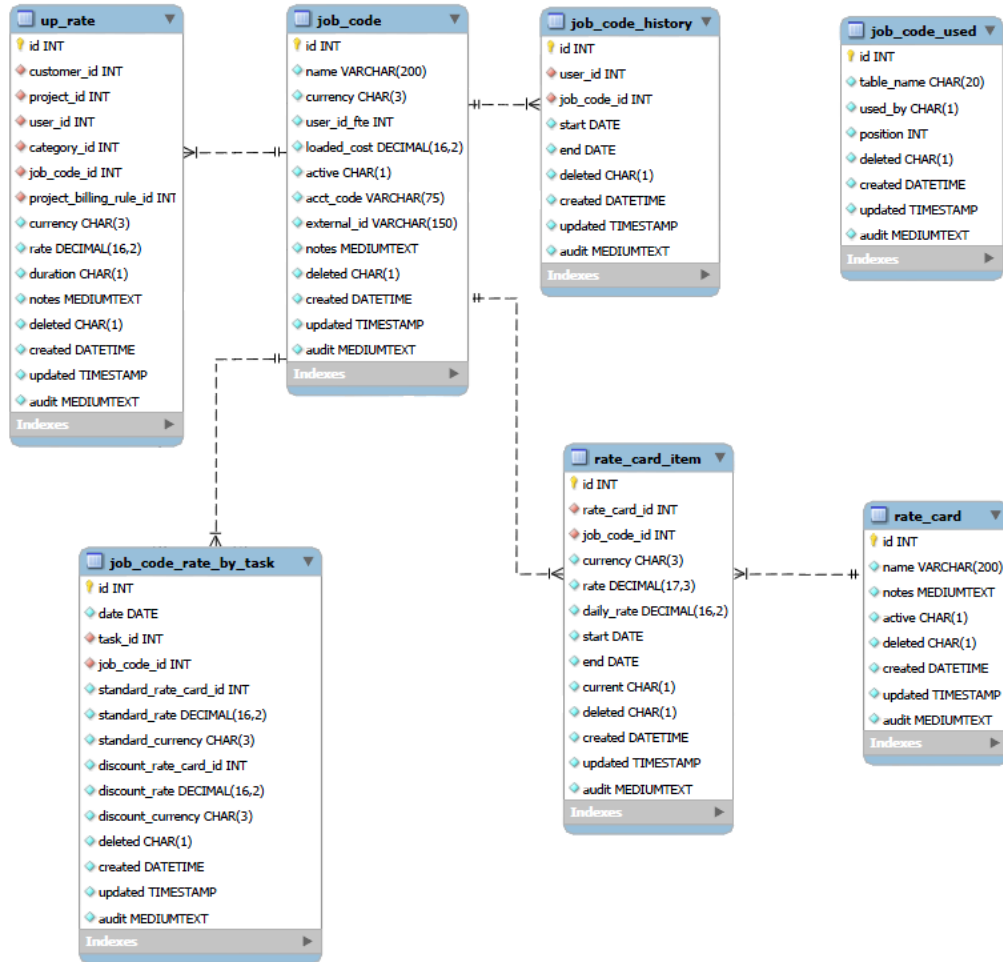 up_rate
id INT
customer_id INT
project_id INT
user_id INT
category_id INT
job_code_id INT
project_billing_rule_id INT
currency CHAR(3)
rate DECIMAL(16,2)
duration CHAR(1)
notes MEDIUMTEXT
deleted CHAR(1)
created DATETIME
updated TIMESTAMP
audit MEDIUMTEXT
Indexes
job_code
id INT
name VARCHAR(200)
currency CHAR(3)
user_id_fte INT
loaded_cost DECIMAL(16,2)
active CHAR(1)
acct_code VARCHAR(75)
external_id VARCHAR(150)
notes MEDIUMTEXT
deleted CHAR(1)
created DATETIME
updated TIMESTAMP
audit MEDIUMTEXT
Indexes
job_code_history
id INT
user_id INT
job_code_id INT
start DATE
end DATE
deleted CHAR(1)
created DATETIME
updated TIMESTAMP
audit MEDIUMTEXT
Indexes
job_code_used
id INT
table_name CHAR(20)
used_by CHAR(1)
position INT
deleted CHAR(1)
created DATETIME
updated TIMESTAMP
audit MEDIUMTEXT
Indexes
job_code_rate_by_task
id INT
date DATE
task_id INT
job_code_id INT
standard_rate_card_id INT
standard_rate DECIMAL(16,2)
standard_currency CHAR(3)
discount_rate_card_id INT
discount_rate DECIMAL(16,2)
discount_currency CHAR(3)
deleted CHAR(1)
created DATETIME
updated TIMESTAMP
audit MEDIUMTEXT
Indexes
rate_card_item
id INT
rate_card_id INT
job_code_id INT
currency CHAR(3)
rate DECIMAL(17,3)
daily_rate DECIMAL(16,2)
start DATE
end DATE
current CHAR(1)
deleted CHAR(1)
created DATETIME
updated TIMESTAMP
audit MEDIUMTEXT
Indexes
rate_card
id INT
name VARCHAR(200)
notes MEDIUMTEXT
active CHAR(1)
deleted CHAR(1)
created DATETIME
updated TIMESTAMP
audit MEDIUMTEXT
Indexes